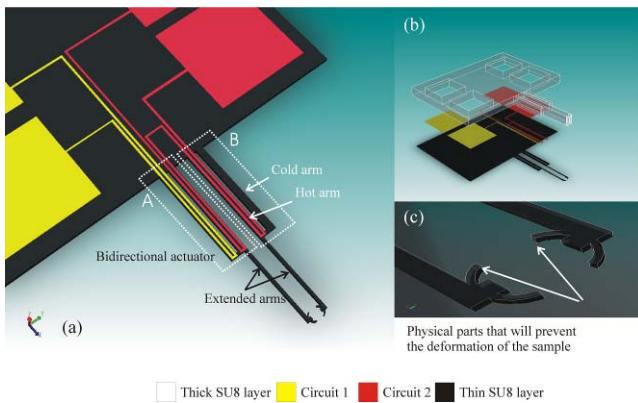 B
Cold arm
Hot arm
A
Bidirectional actuator
Extended arms
(a)
(b)
(c)
Physical parts that will prevent
the deformation of the sample
Thick SU8 layer Circuit 1 Circuit 2 Thin SU8 layer